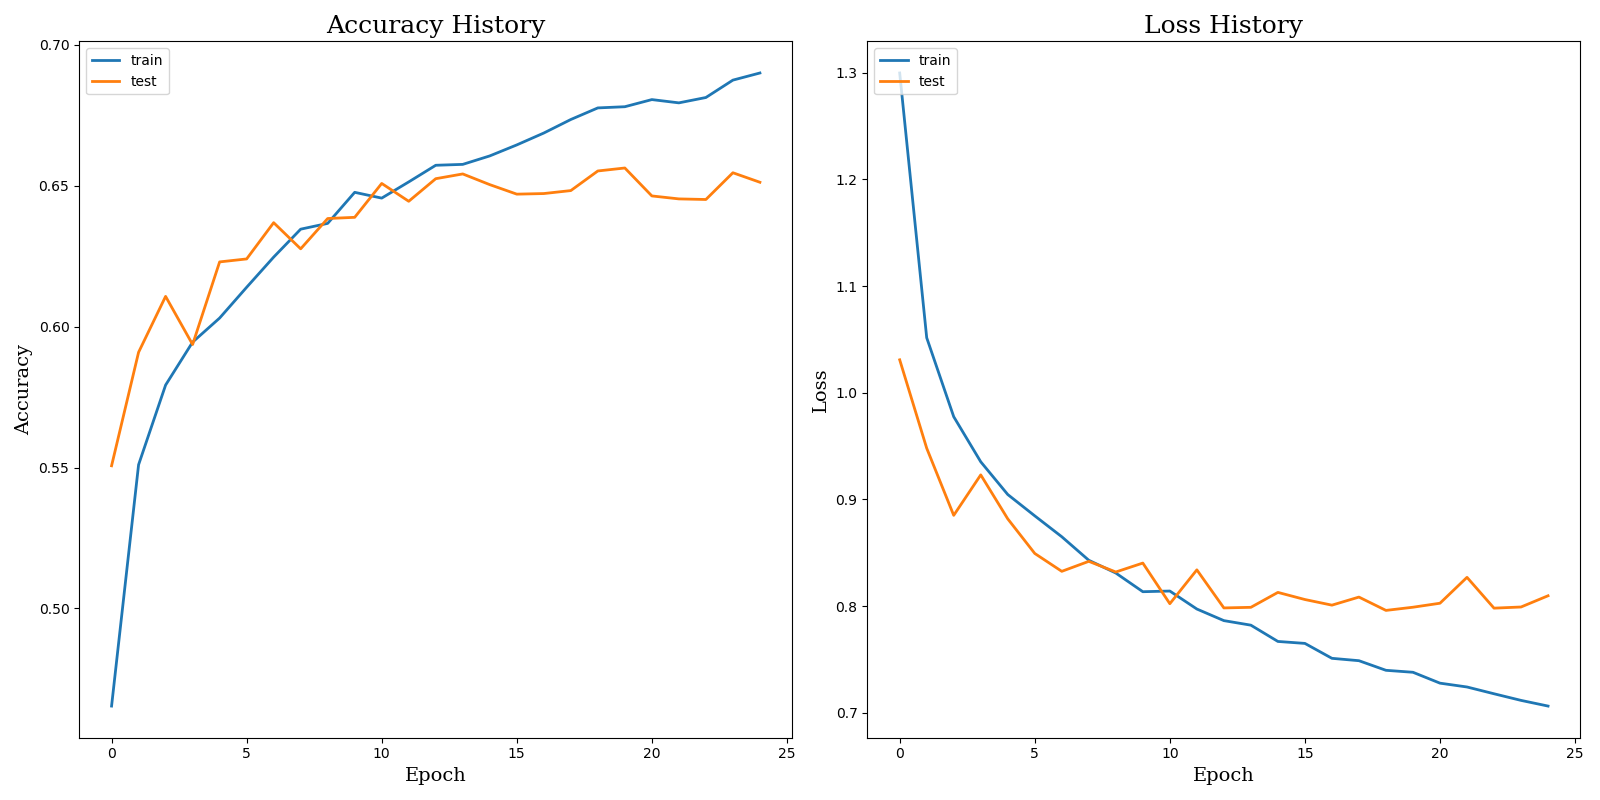 Accuracy History
train
test
0.70
0.65
0.60
0.55
0.50
Accuracy
0 5 10 15 20 25
Epoch
Loss History
train
test
1.3
1.2
1.1
1.0
0.9
0.8
0.7
Loss
0 5 10 15 20 25
Epoch